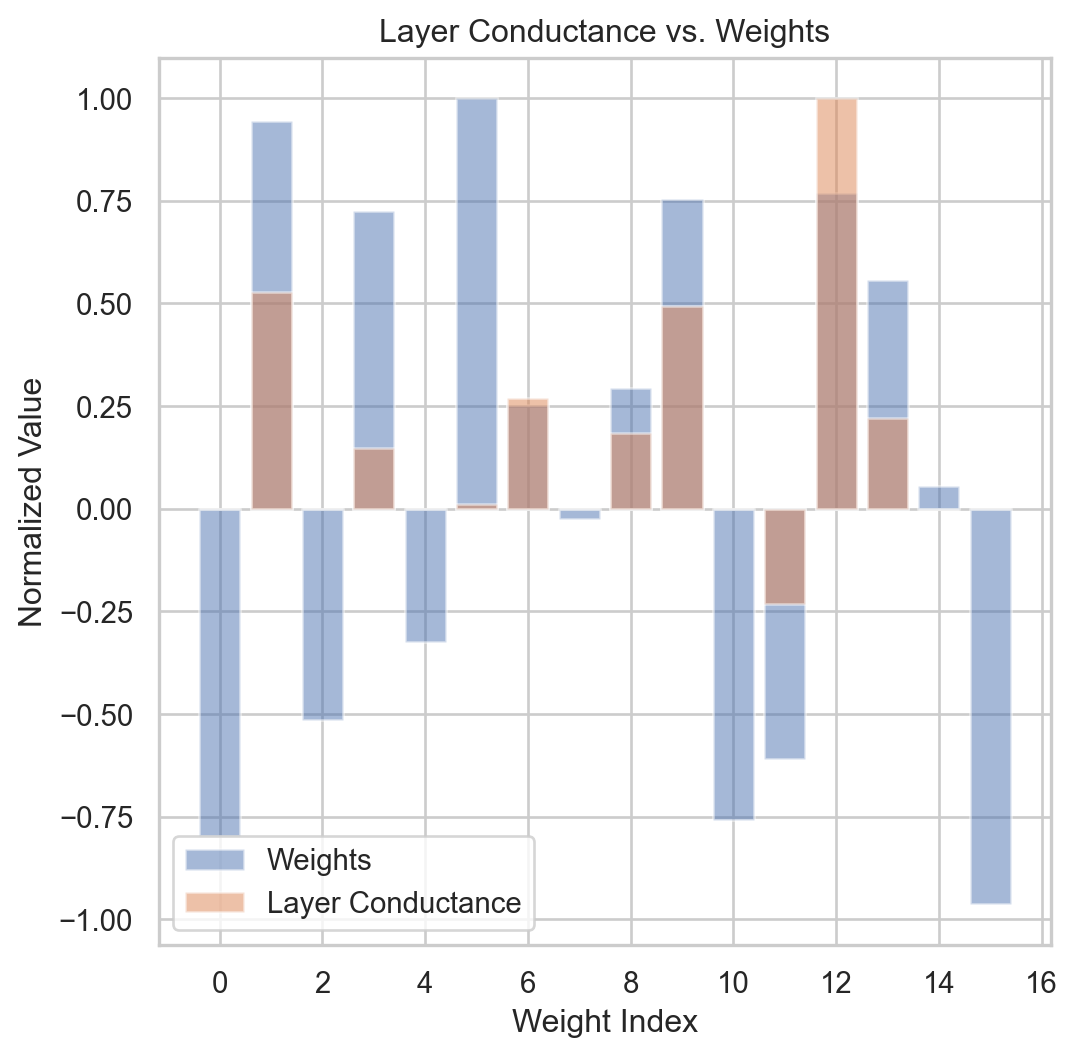 Layer Conductance vs. Weights
Normalized Value
1.00
0.75
0.50
0.25
0.00
−0.25
−0.50
−0.75
−1.00
Weights
Layer Conductance
0 2 4 6 8 10 12 14 16
Weight Index